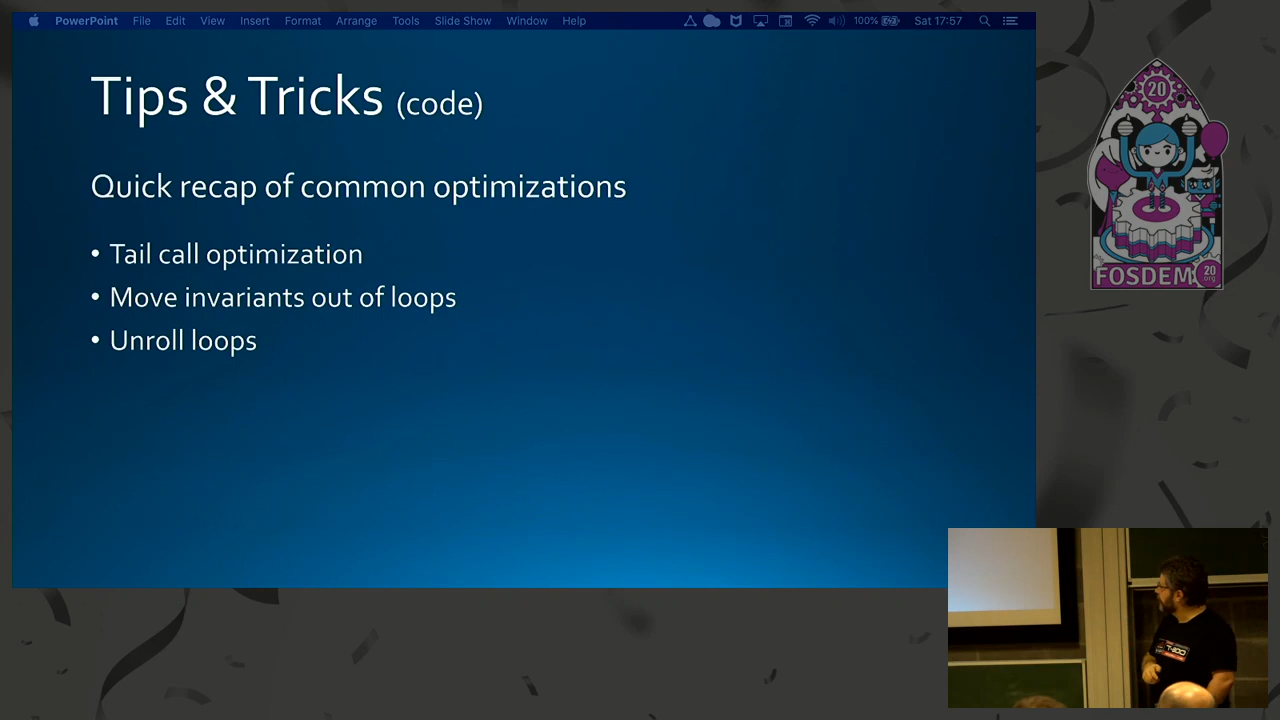 PowerPoint File Edit View Insert Format Arrange Tools Slide Show Window Help 100% Sat 17:57
Tips & Tricks (code)
Quick recap of common optimizations
• Tail call optimization
• Move invariants out of loops
• Unroll loops
20
FOSDEM 20
org